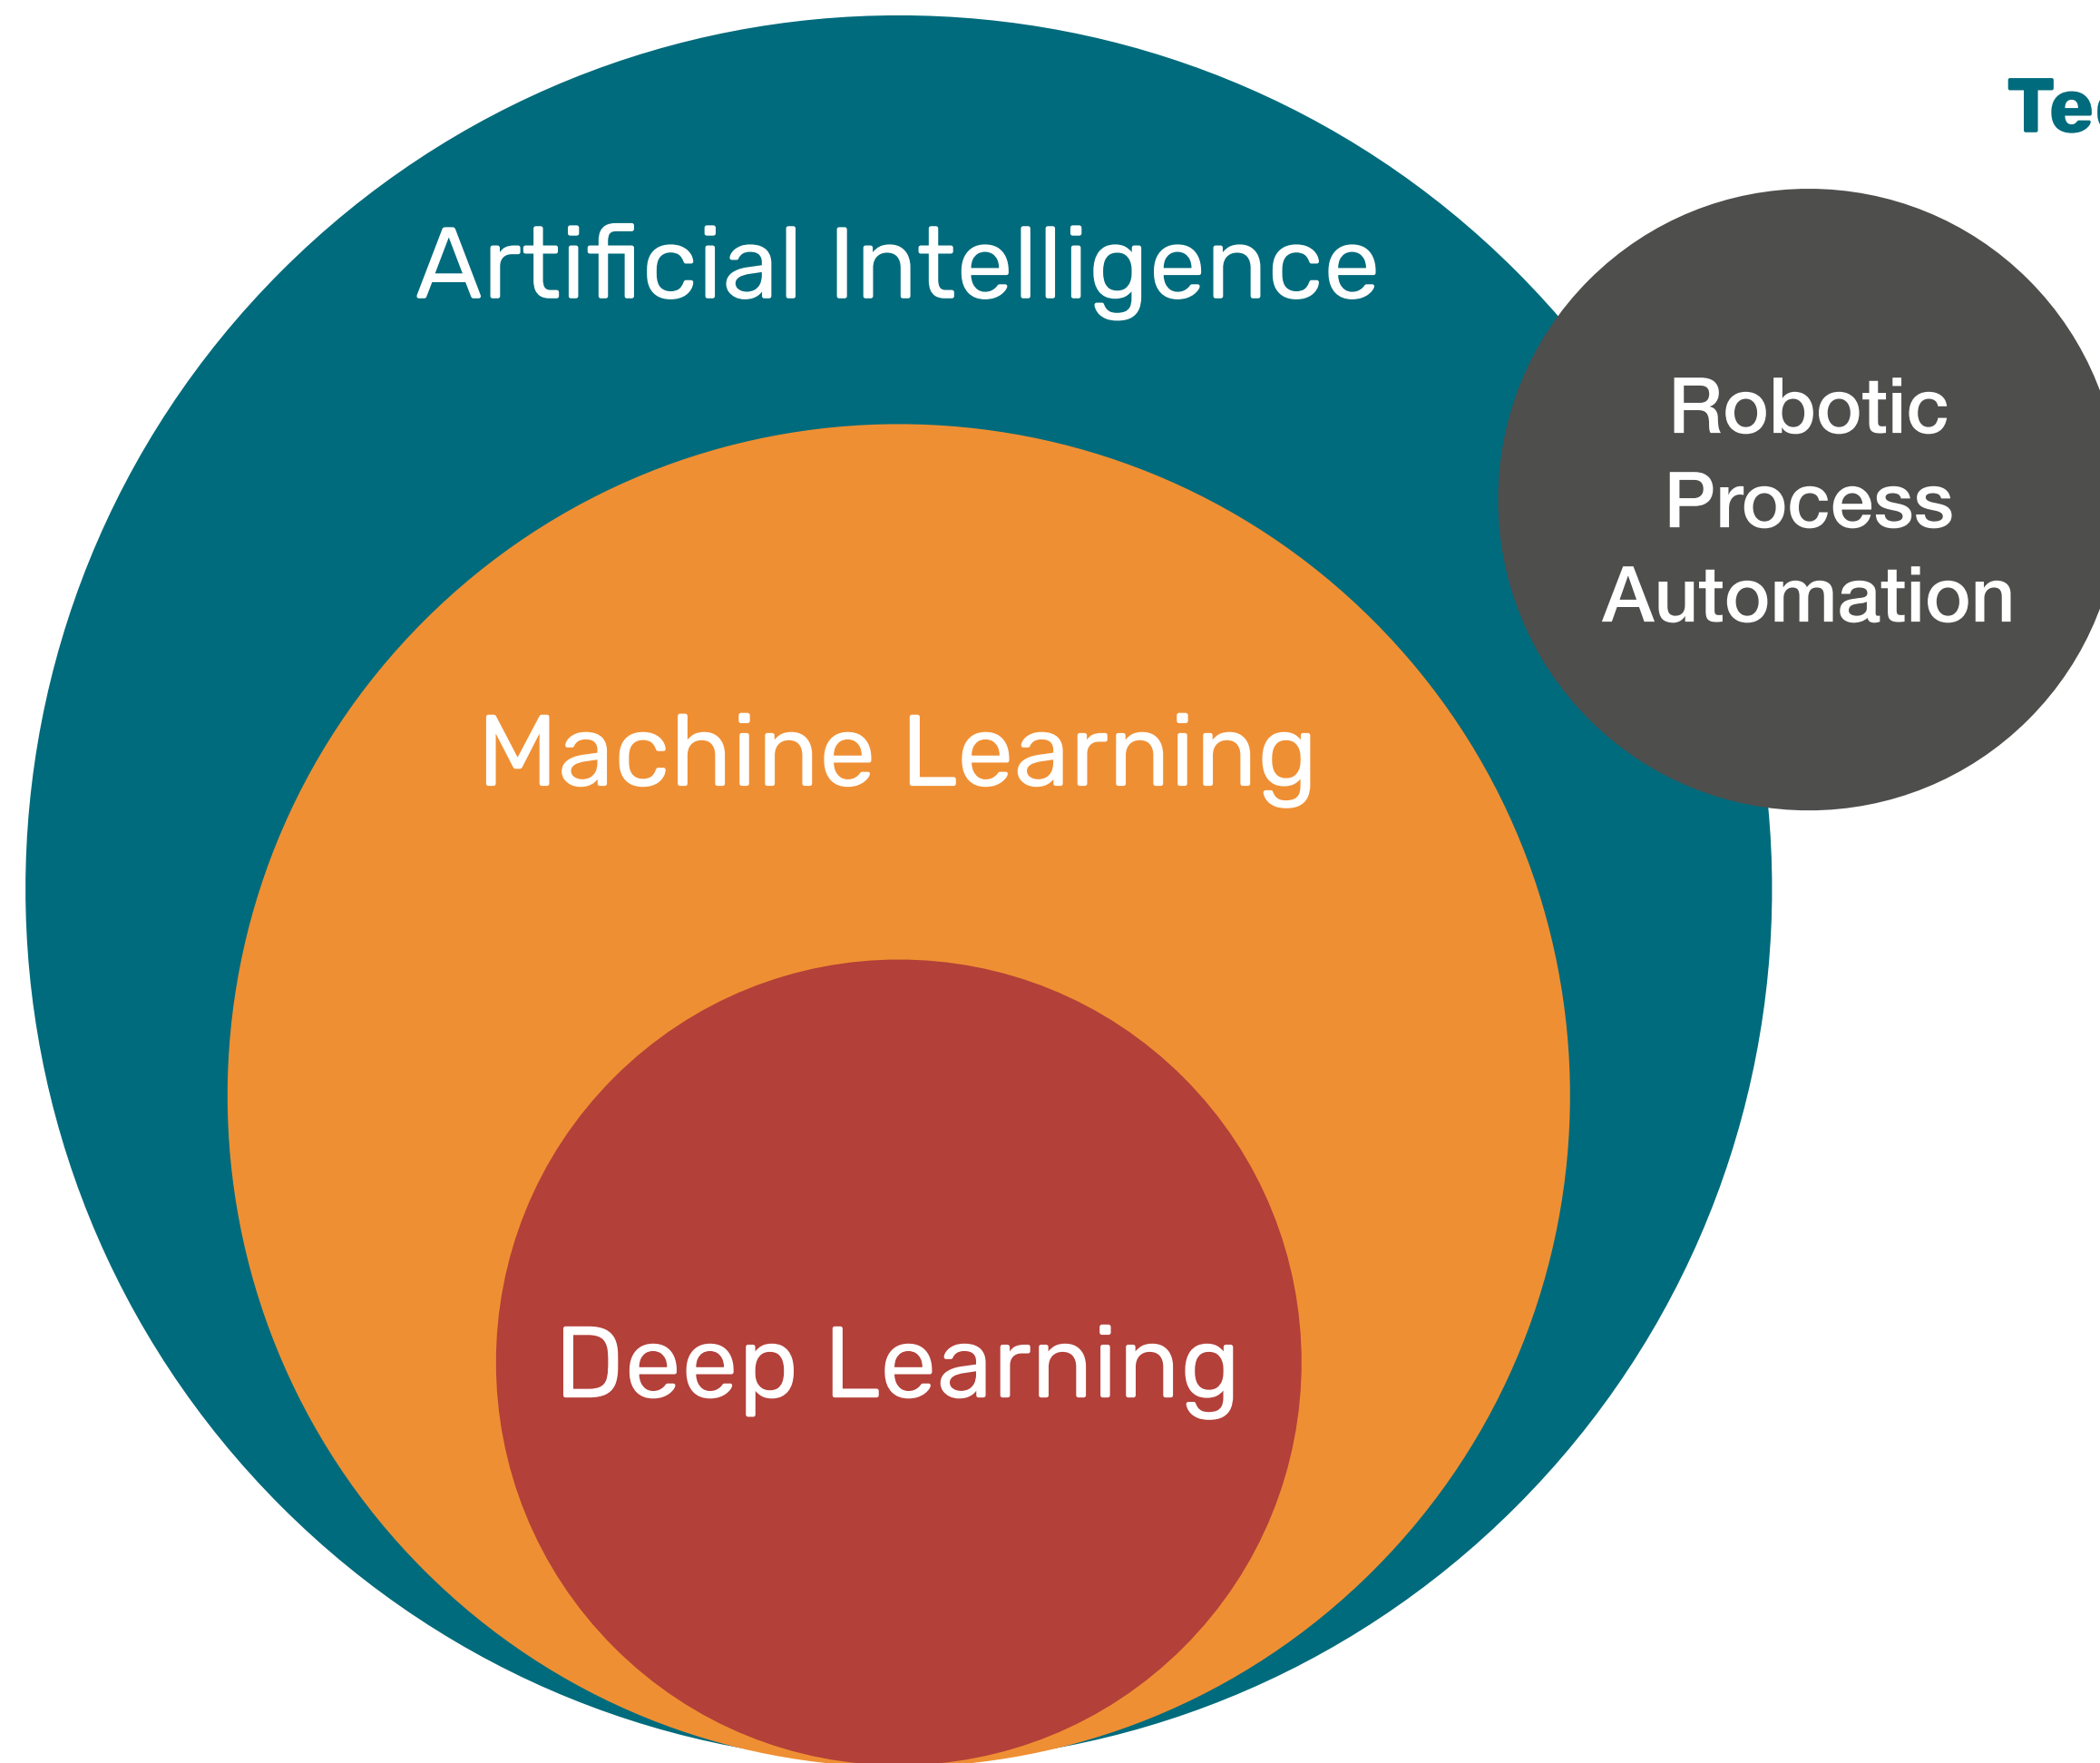 Artificial Intelligence
Robotic
Process
Automation
Machine Learning
Deep Learning